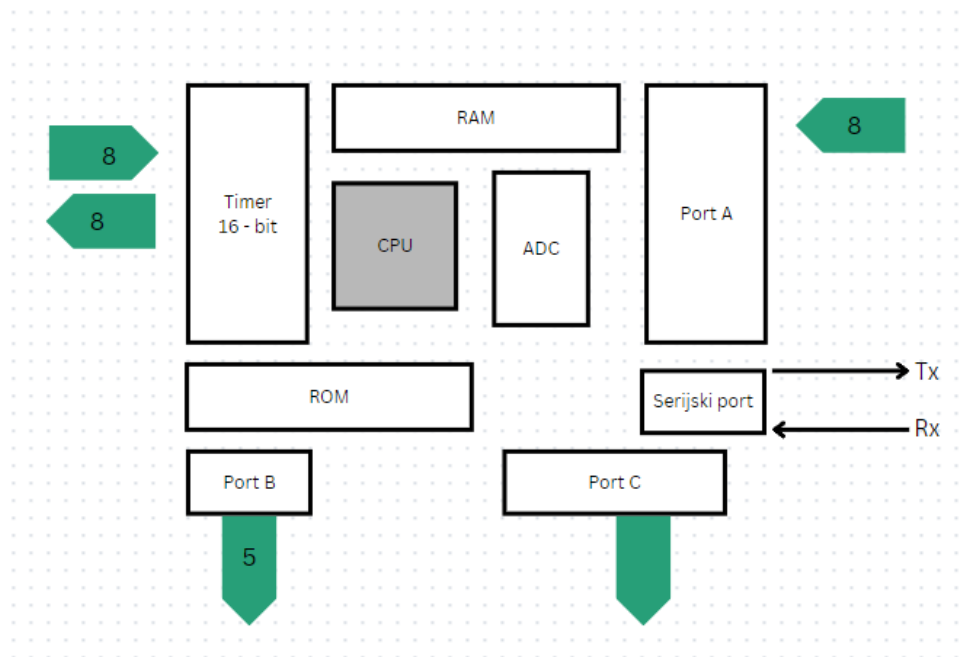 RAM
8
8
Timer
16 - bit
8
CPU
ADC
Port A
ROM
Serijski port
Tx
Rx
Port B
Port C
5